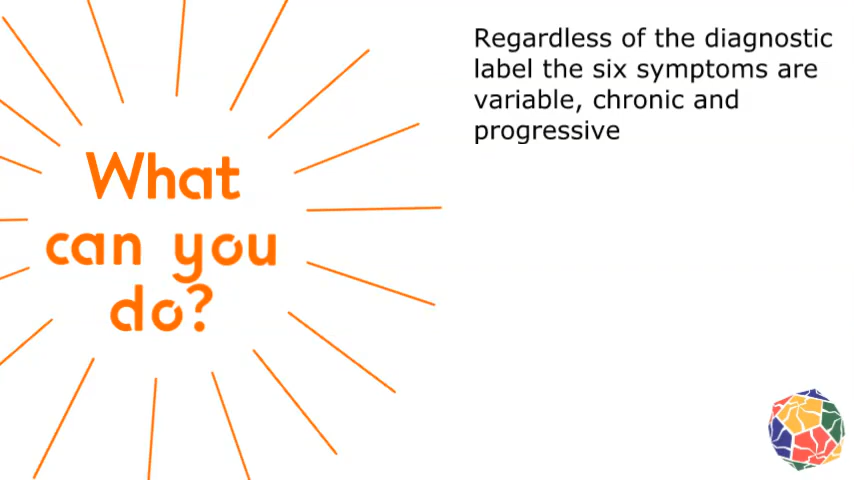 What
can you
do?
Regardless of the diagnostic
label the six symptoms are
variable, chronic and
progressive